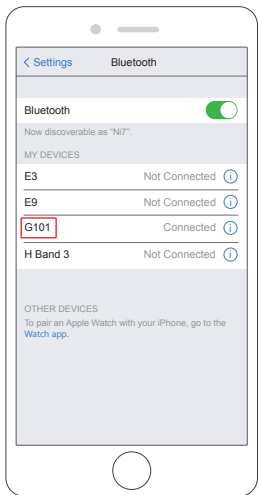 Settings Bluetooth
Bluetooth
Now discoverable as “Ni7”.
MY DEVICES
E3 Not Connected
E9 Not Connected
G101 Connected
H Band 3 Not Connected
OTHER DEVICES
To pair an Apple Watch with your iPhone, go to the
Watch app.